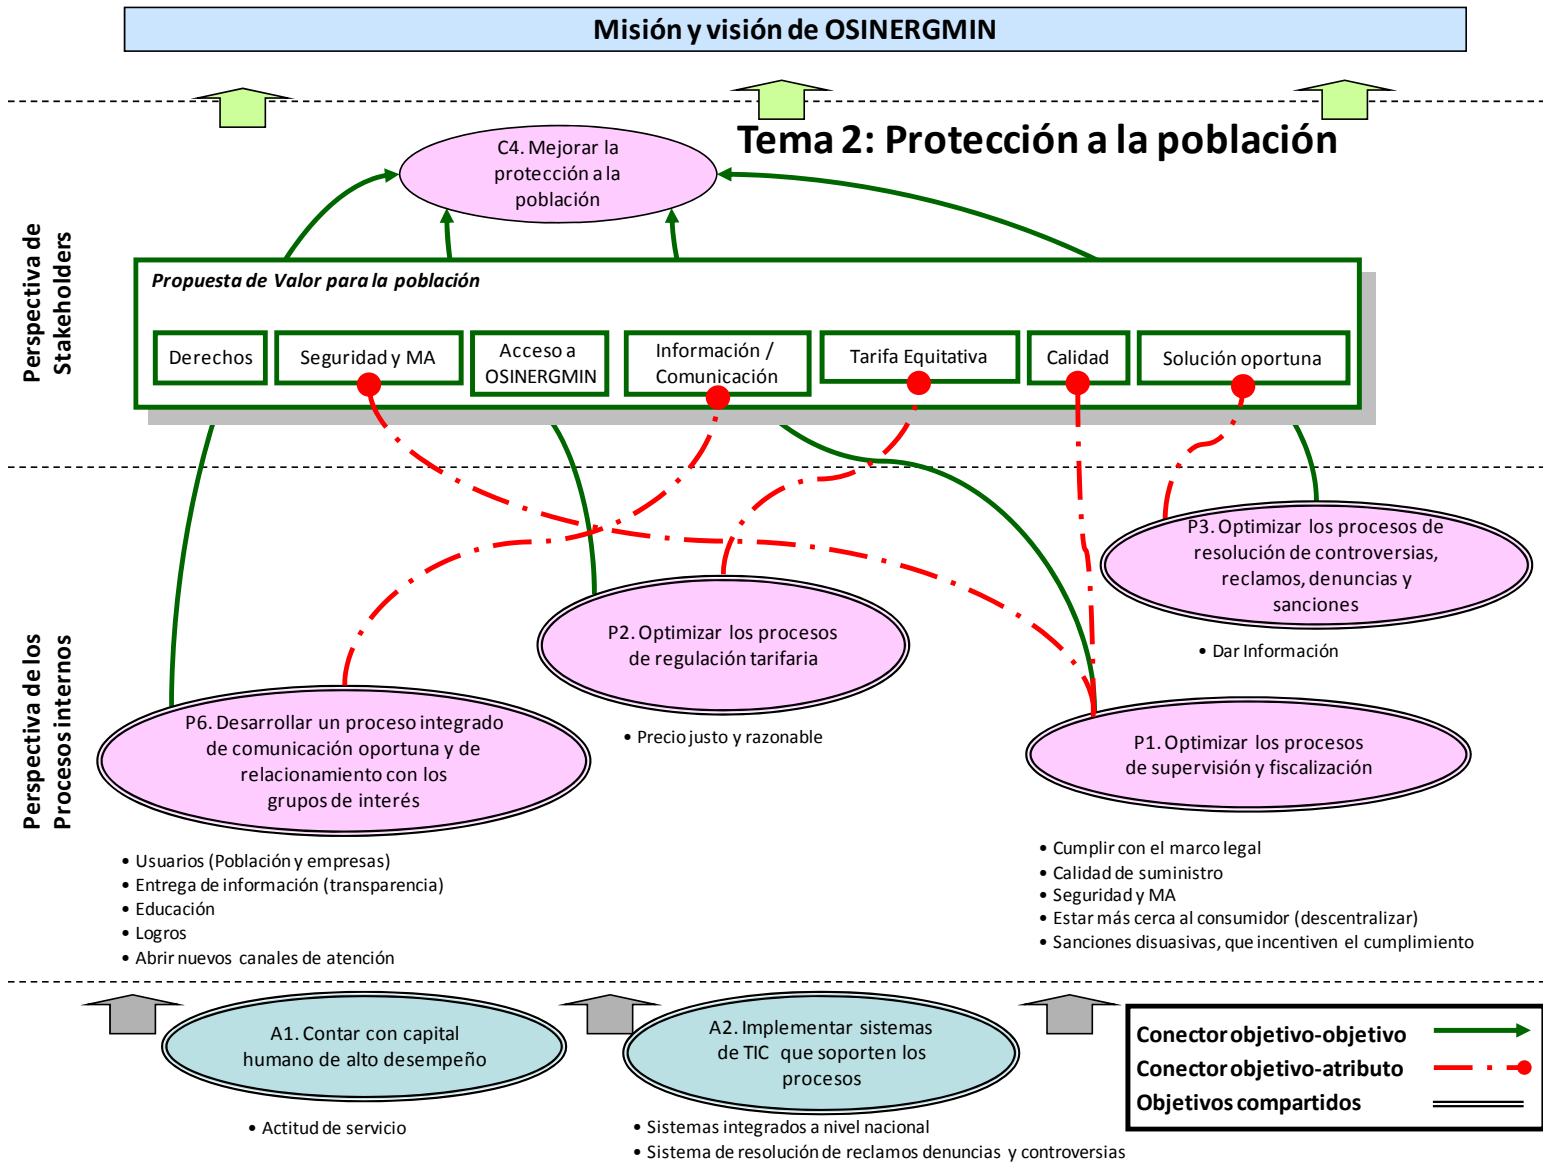 Misión y visión de OSINERGMIN
Tema 2: Protección a la población
C4. Mejorar la
protección a la
población
Perspectiva de
Stakeholders
Propuesta de Valor para la población
Derechos
Seguridad y MA
Acceso a
OSINERGMIN
Información /
Comunicación
Tarifa Equitativa
Calidad
Solución oportuna
Perspectiva de los
Procesos internos
P3. Optimizar los procesos de
resolución de controversias,
reclamos, denuncias y
sanciones
• Dar Información
P2. Optimizar los procesos
de regulación tarifaria
• Precio justo y razonable
P6. Desarrollar un proceso integrado
de comunicación oportuna y de
relacionamiento con los
grupos de interés
P1. Optimizar los procesos
de supervisión y fiscalización
• Usuarios (Población y empresas)
• Entrega de información (transparencia)
• Educación
• Logros
• Abrir nuevos canales de atención
• Cumplir con el marco legal
• Calidad de suministro
• Seguridad y MA
• Estar más cerca al consumidor (descentralizar)
• Sanciones disuasivas, que incentiven el cumplimiento
A1. Contar con capital
humano de alto desempeño
• Actitud de servicio
A2. Implementar sistemas
de TIC que soporten los
procesos
• Sistemas integrados a nivel nacional
• Sistema de resolución de reclamos denuncias y controversias
Conector objetivo-objetivo
Conector objetivo-atributo
Objetivos compartidos